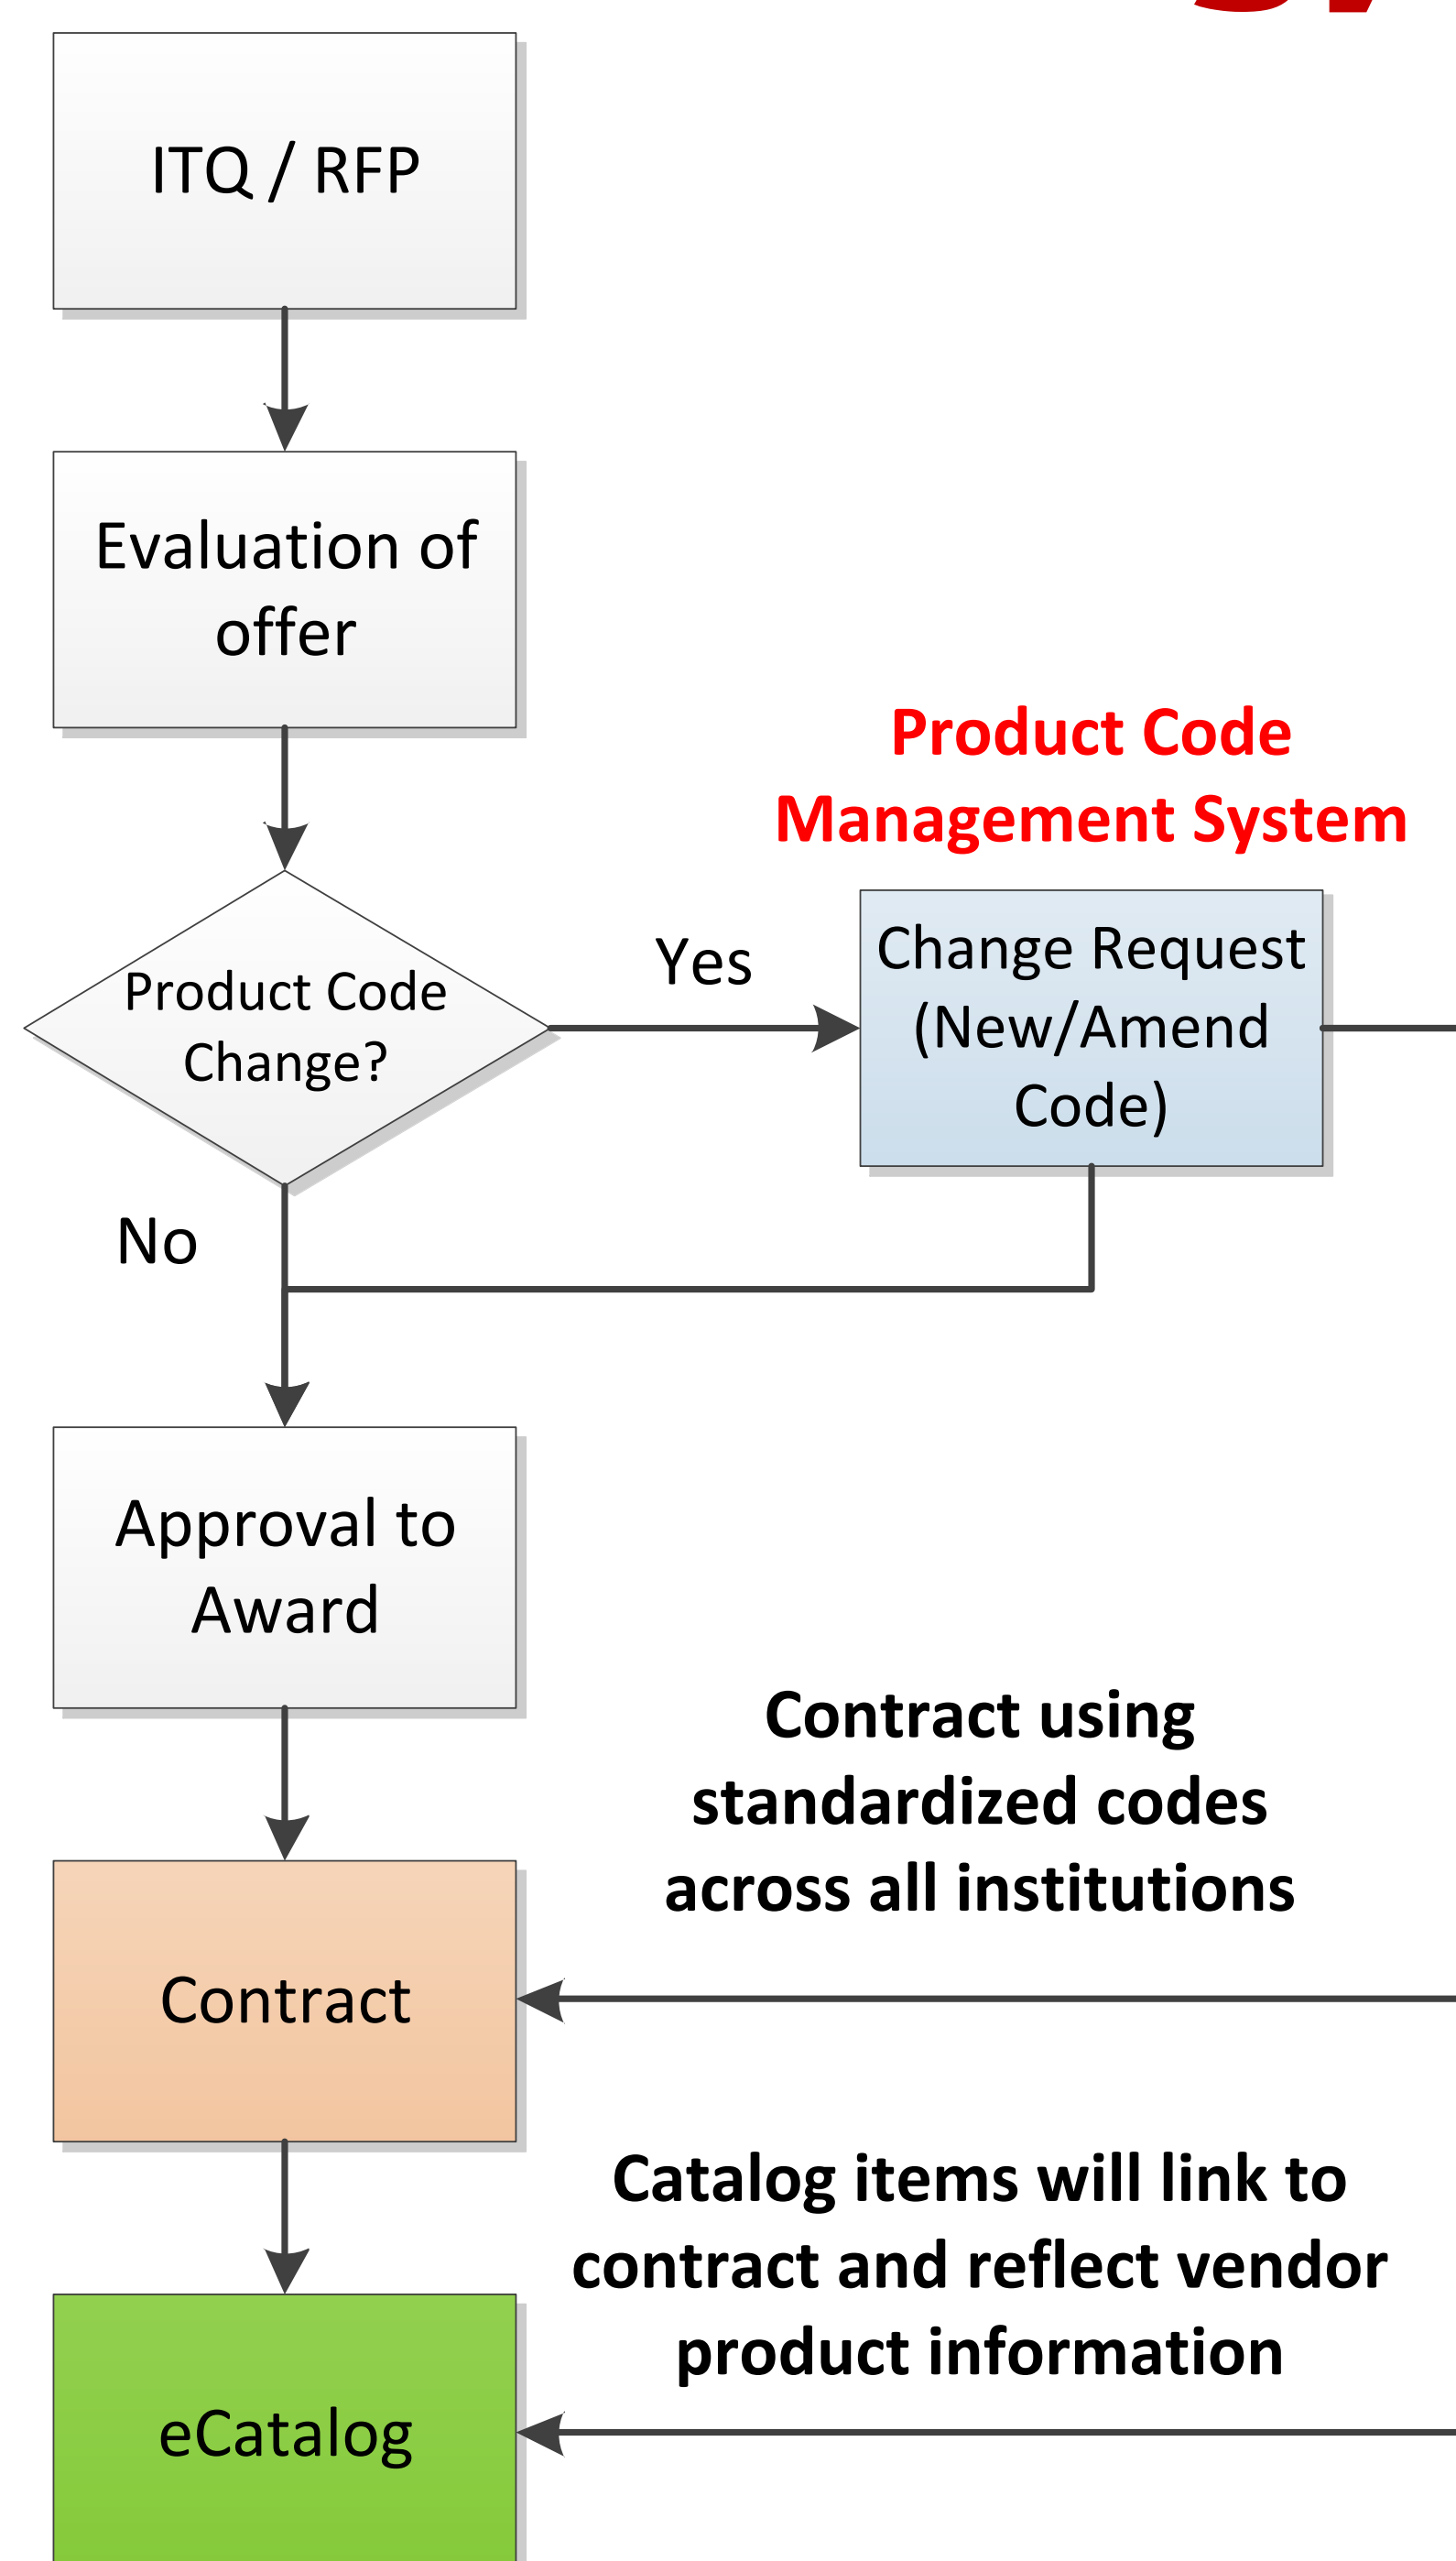 ITQ / RFP
Evaluation of
offer
Product Code
Management System
Product Code
Change?
Yes
Change Request
(New/Amend
Code)
No
Approval to
Award
Contract using
standardized codes
across all institutions
Contract
Catalog items will link to
contract and reflect vendor
product information
eCatalog